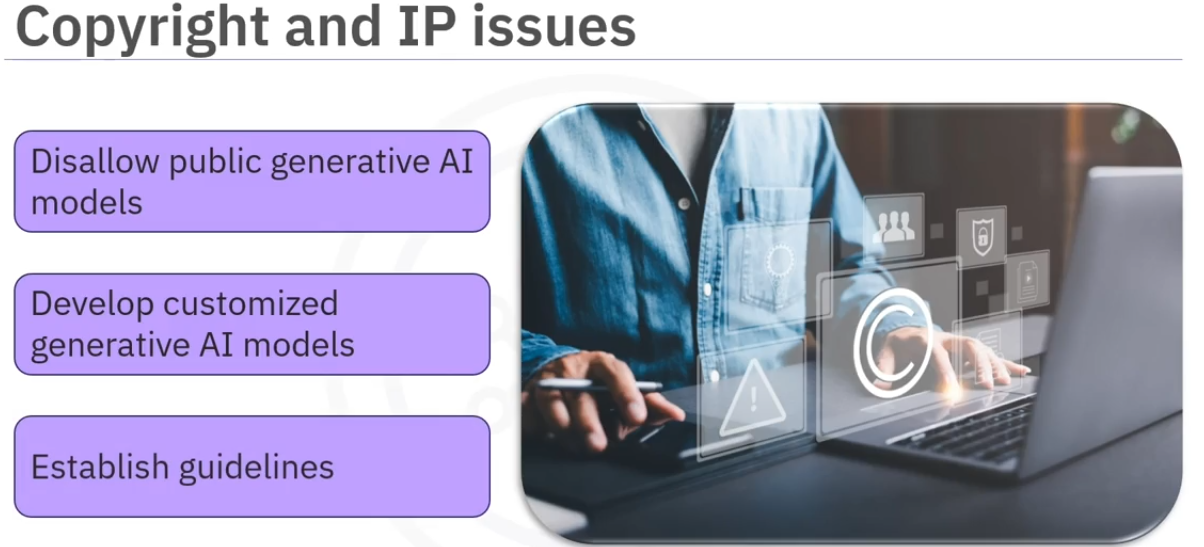 Copyright and IP issues
Disallow public generative AI
models
Develop customized
generative AI models
Establish guidelines